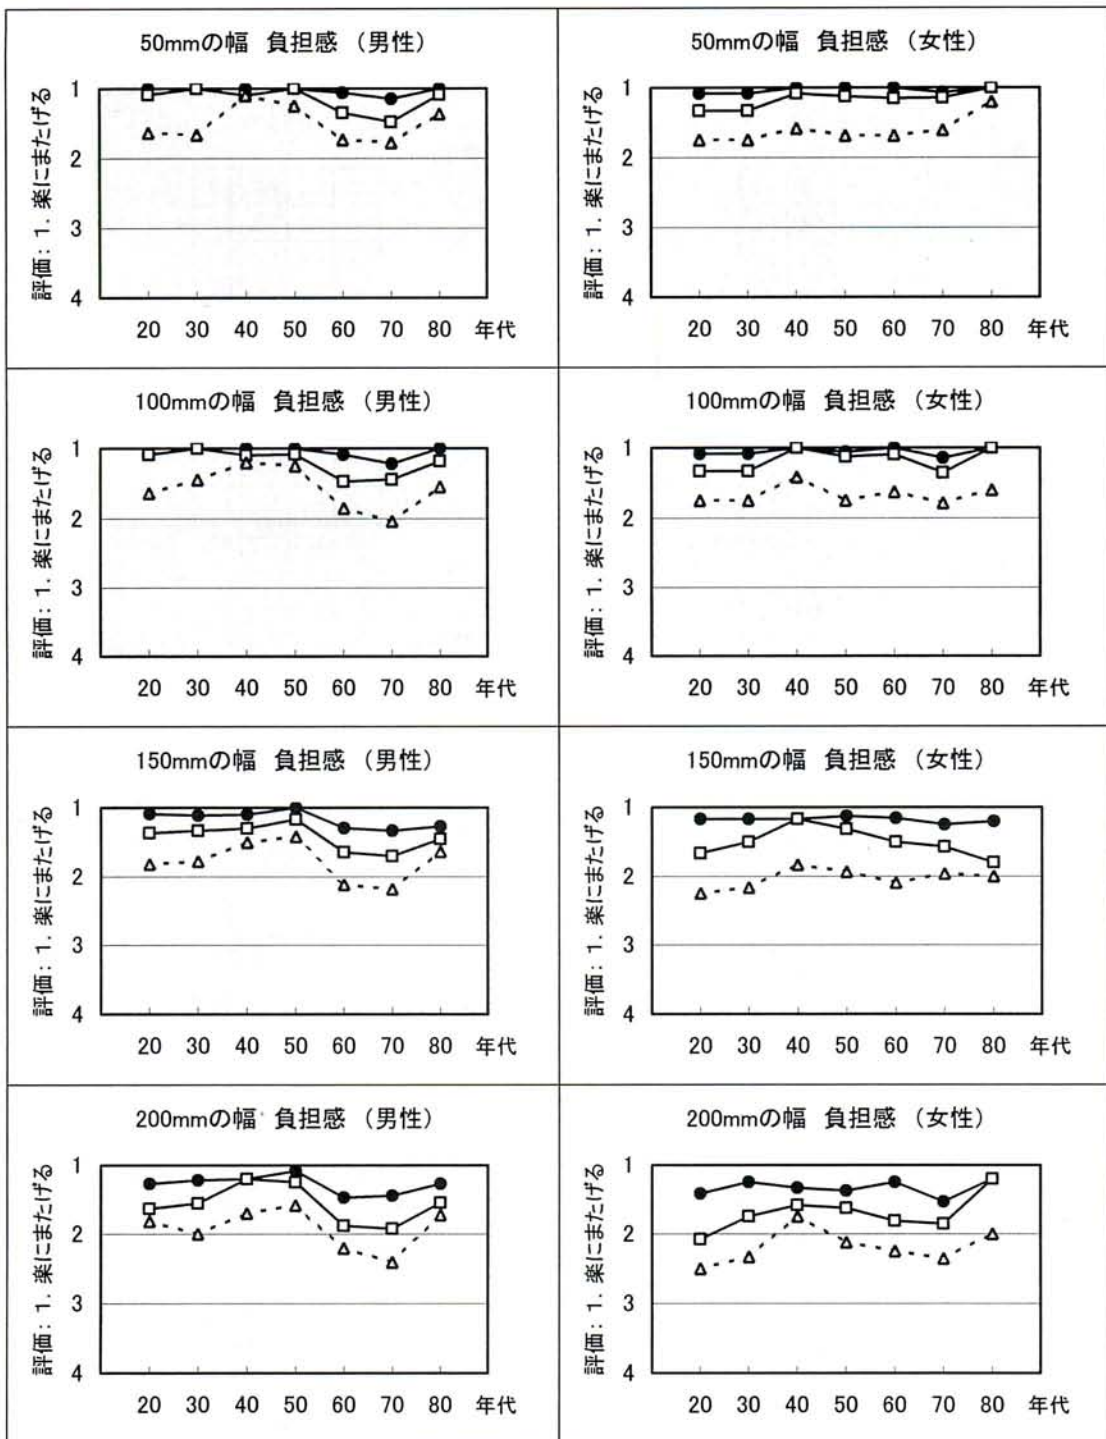 50mmの幅 負担感 （男性）
評価：1. 楽にまたげる
1
2
3
4
20 30 40 50 60 70 80 年代
50mmの幅 負担感 （女性）
評価：1. 楽にまたげる
1
2
3
4
20 30 40 50 60 70 80 年代
100mmの幅 負担感 （男性）
評価：1. 楽にまたげる
1
2
3
4
20 30 40 50 60 70 80 年代
100mmの幅 負担感 （女性）
評価：1. 楽にまたげる
1
2
3
4
20 30 40 50 60 70 80 年代
150mmの幅 負担感 （男性）
評価：1. 楽にまたげる
1
2
3
4
20 30 40 50 60 70 80 年代
150mmの幅 負担感 （女性）
評価：1. 楽にまたげる
1
2
3
4
20 30 40 50 60 70 80 年代
200mmの幅 負担感 （男性）
評価：1. 楽にまたげる
1
2
3
4
20 30 40 50 60 70 80 年代
200mmの幅 負担感 （女性）
評価：1. 楽にまたげる
1
2
3
4
20 30 40 50 60 70 80 年代